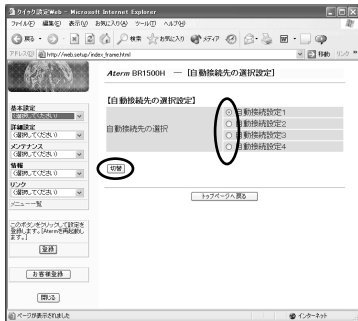 クイック設定Web - Microsoft Internet Explorer
ファイル(F) 編集(E) 表示(V) お気に入り(A) ツール(T) ヘルプ(H)
戻る 検索 お気に入り メディア
アドレス(D) http://web.setup/index_frame.html 移動 リンク
Aterm BR1500H ― [自動接続先の選択設定]
【自動接続先の選択設定】
自動接続先の選択
自動接続設定1
自動接続設定2
自動接続設定3
自動接続設定4
切替
トップページへ戻る
基本設定
(選択してください)
詳細設定
(選択してください)
メンテナンス
(選択してください)
情報
(選択してください)
リンク
(選択してください)
メニュー一覧
このボタンをクリックして設定を
登録します。[Atermを再起動し
ます。]
登録
お客様登録
閉じる
ページが表示されました
インターネット